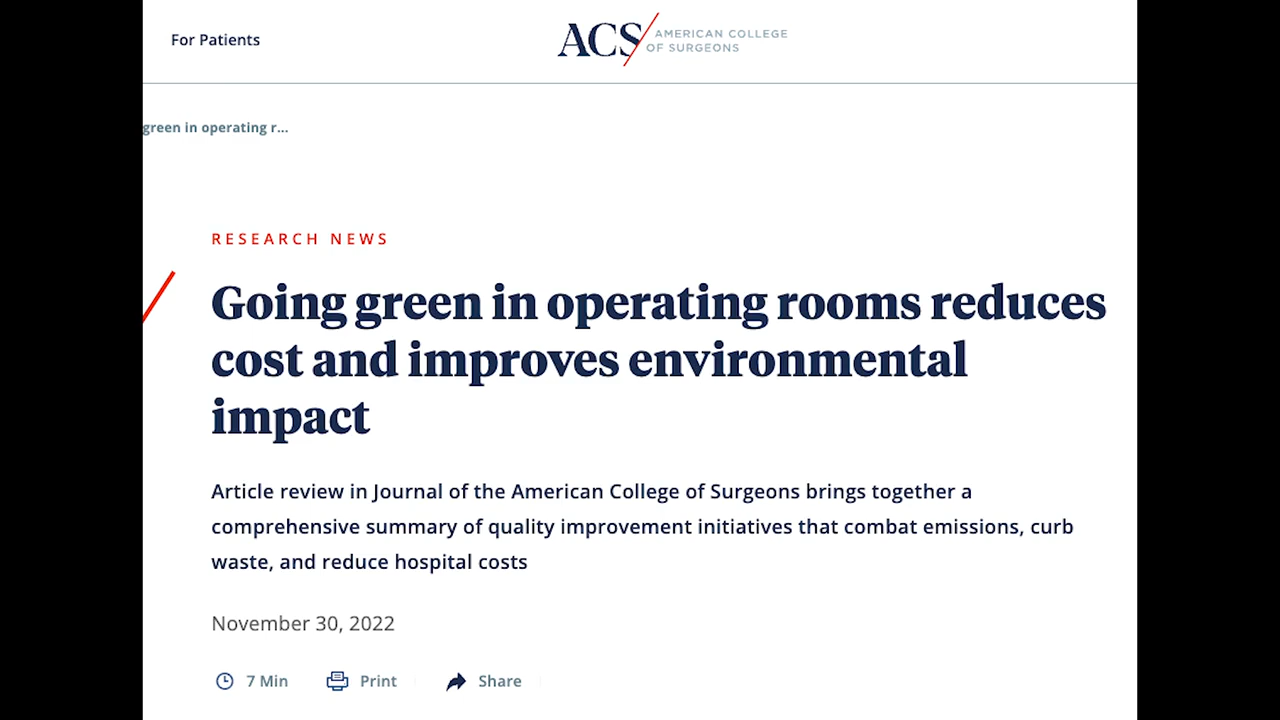 For Patients
ACS
AMERICAN COLLEGE
OF SURGEONS
green in operating r...
RESEARCH NEWS
Going green in operating rooms reduces
cost and improves environmental
impact
Article review in Journal of the American College of Surgeons brings together a
comprehensive summary of quality improvement initiatives that combat emissions, curb
waste, and reduce hospital costs
November 30, 2022
7 Min
Print
Share